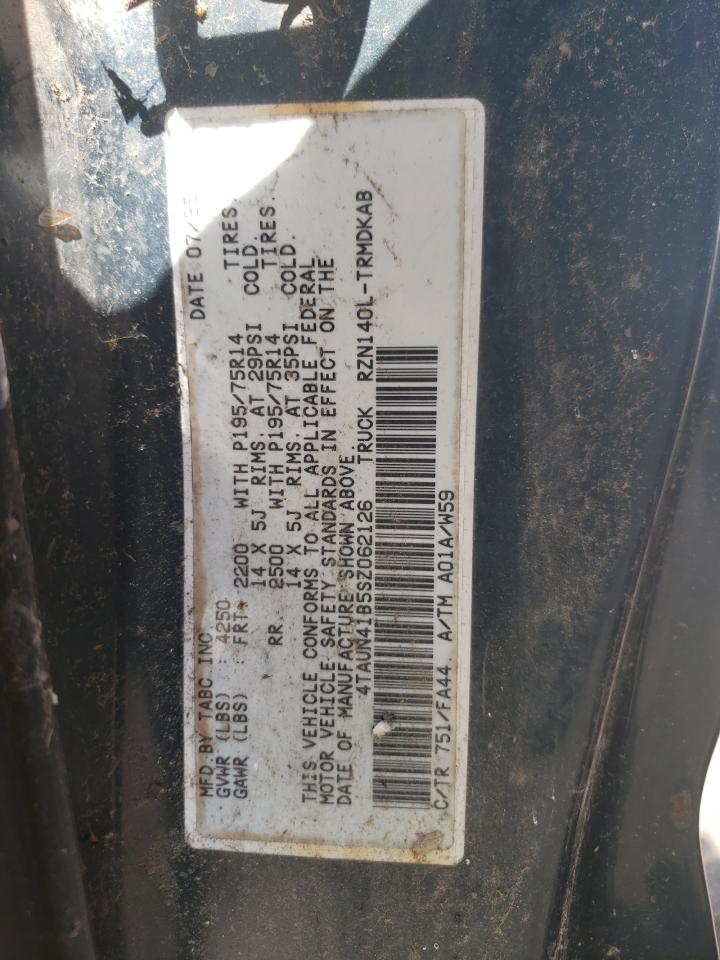 MFD. BY TABC, INC. DATE 07/95
GVWR (LBS) : 4250
GAWR (LBS) : FRT. 2200 WITH P195/75R14 TIRES,
14 X 5J RIMS, AT 29PSI COLD.
RR. 2500 WITH P195/75R14 TIRES.
14 X 5J RIMS, AT 35PSI COLD.
THIS VEHICLE CONFORMS TO ALL APPLICABLE FEDERAL
MOTOR VEHICLE SAFETY STANDARDS IN EFFECT ON THE
DATE OF MANUFACTURE SHOWN ABOVE.
4TAUN41B5SZ062126 TRUCK RZN140L-TRMDKAB
C/TR 751/FA44. A/TM A01A/W59